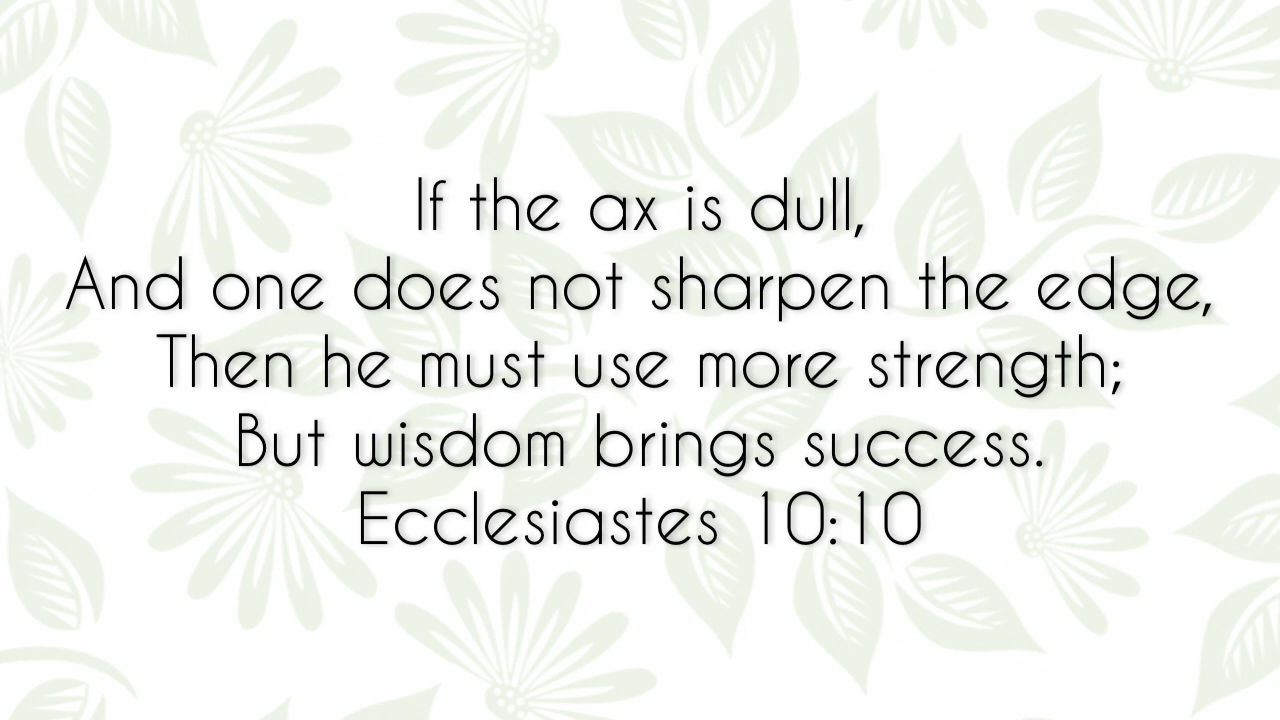 If the ax is dull,
And one does not sharpen the edge,
Then he must use more strength;
But wisdom brings success.
Ecclesiastes 10:10